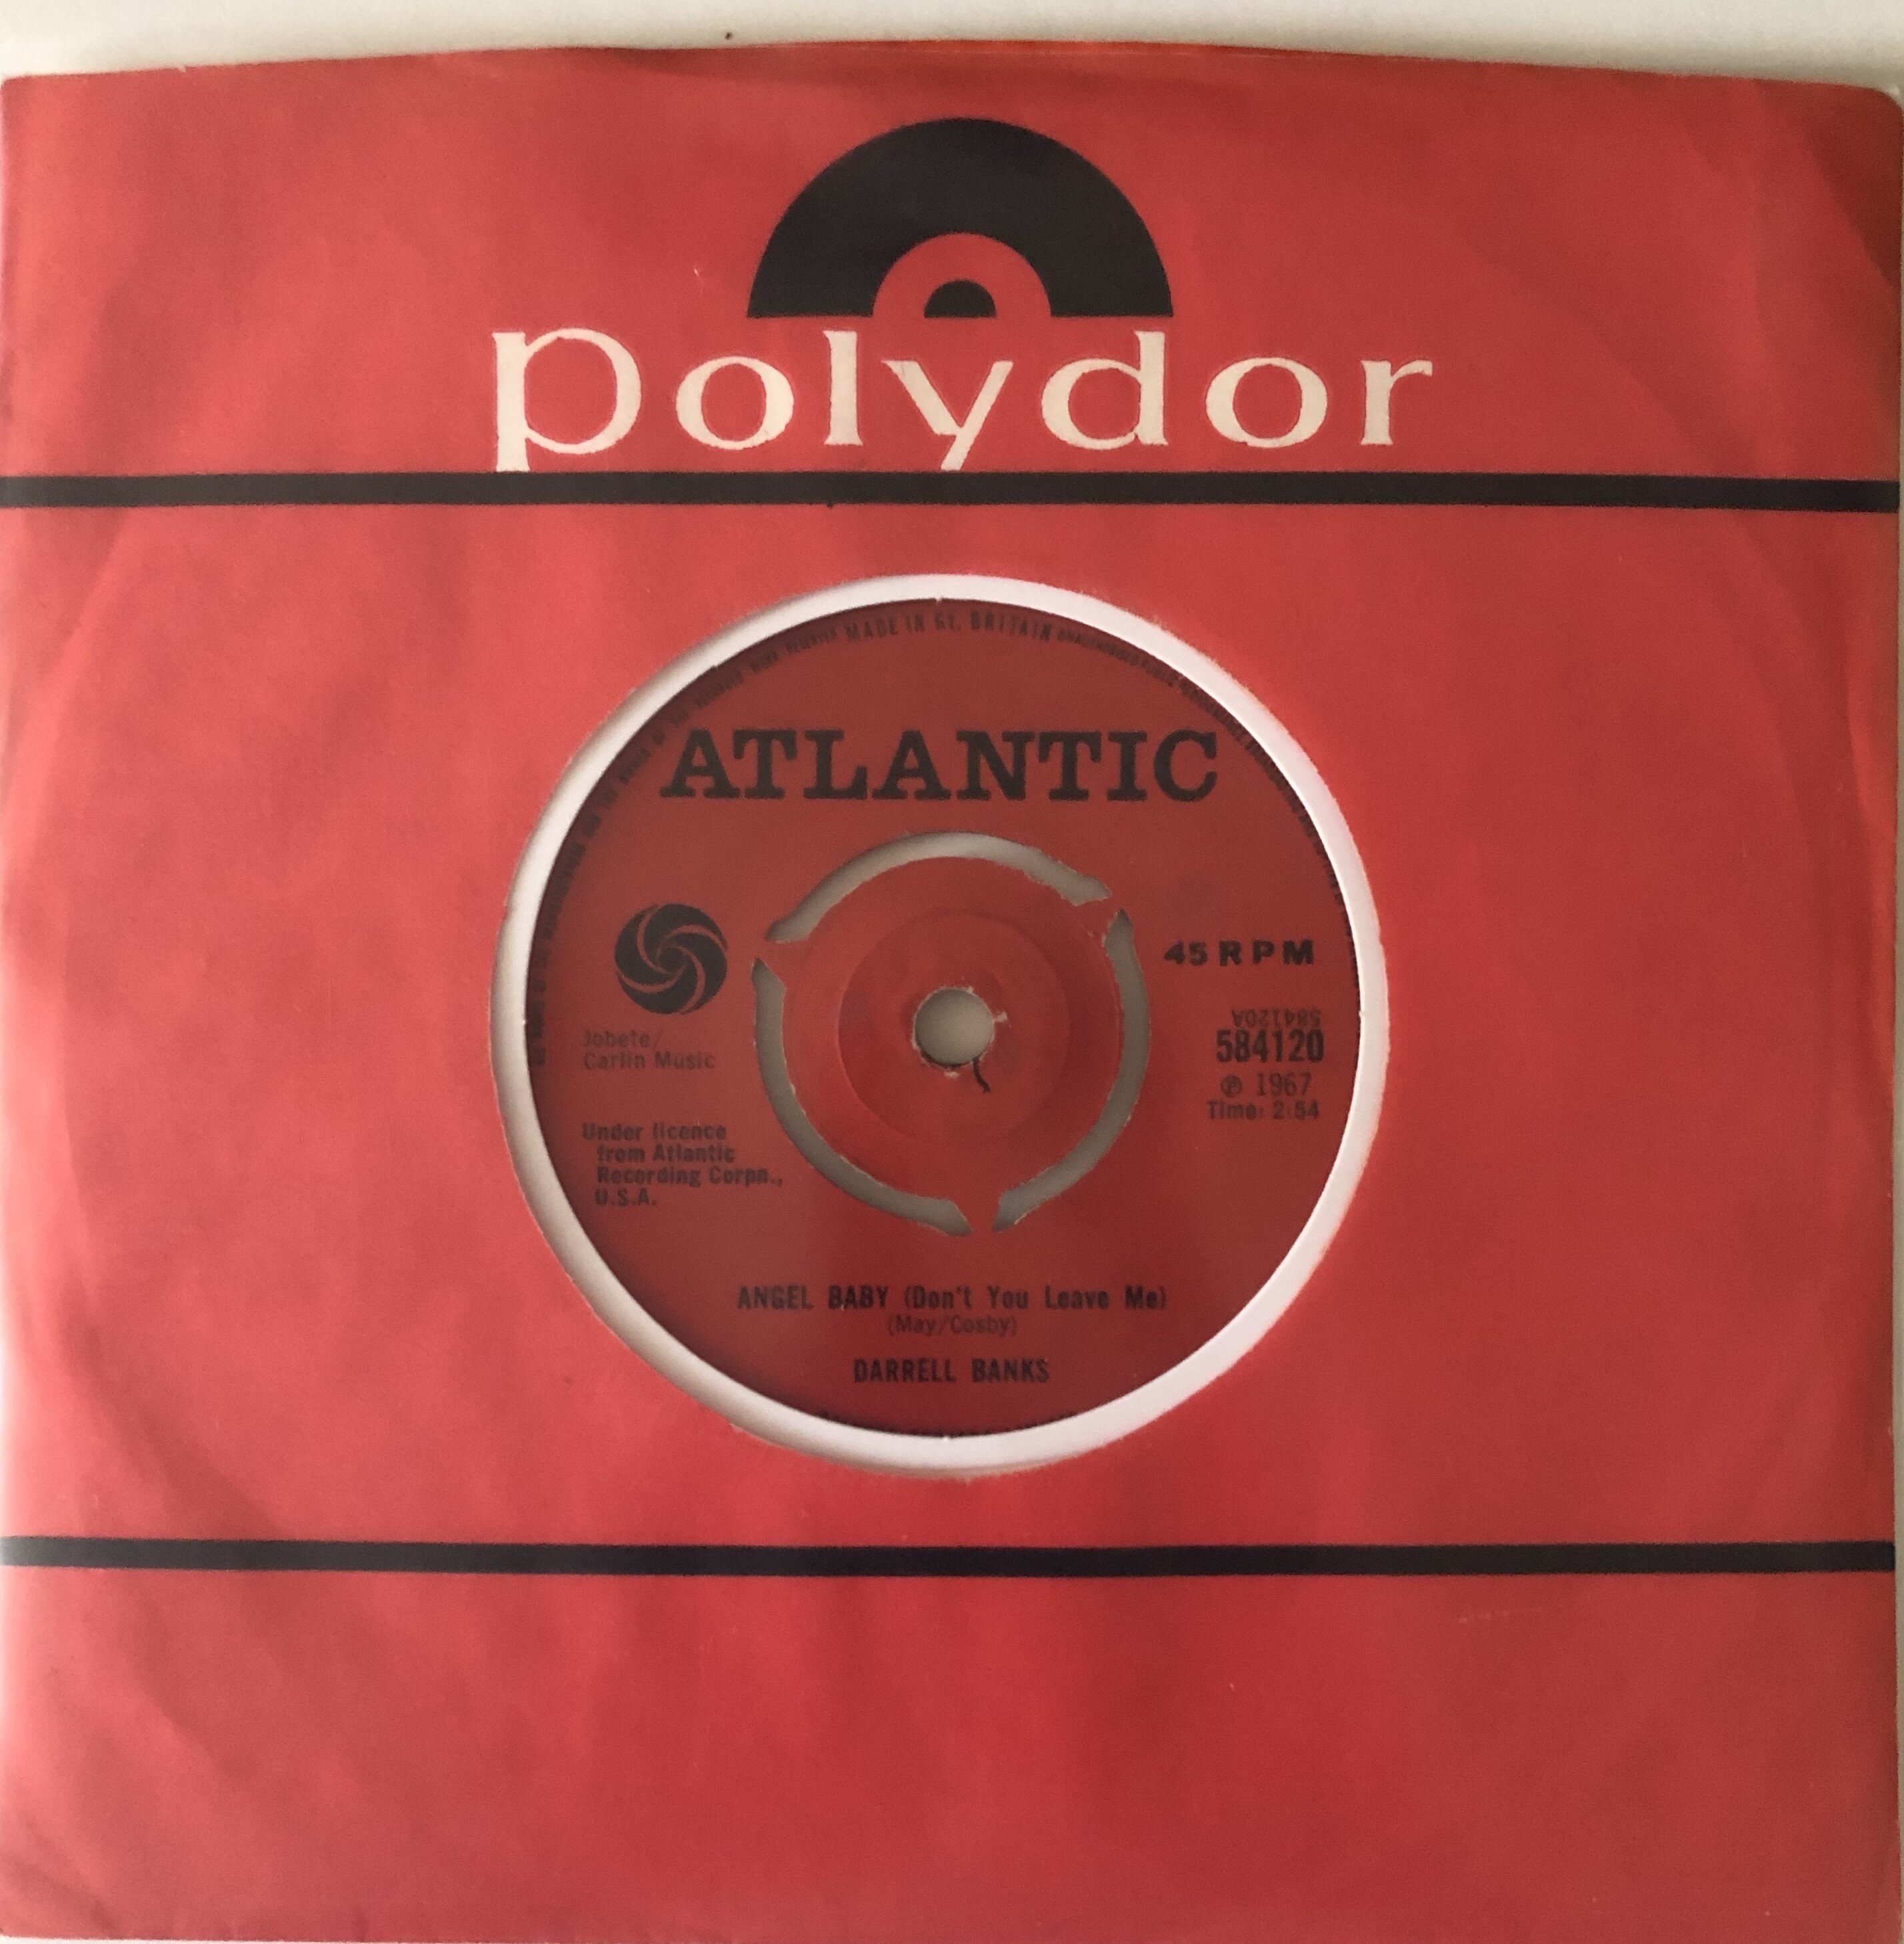 polydor
MADE IN Gt. BRITAIN
ATLANTIC
45 RPM
584120A
584120
℗ 1967
Time: 2.54
Jobete/
Carlin Music
Under licence
from Atlantic
Recording Corpn.,
U.S.A.
ANGEL BABY (Don't You Leave Me)
(May/Cosby)
DARRELL BANKS